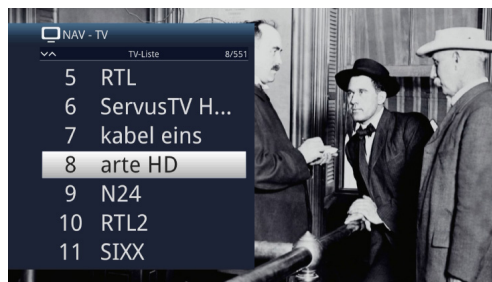 NAV - TV
TV-Liste 8/551
5 RTL
6 ServusTV H...
7 kabel eins
8 arte HD
9 N24
10 RTL2
11 SIXX